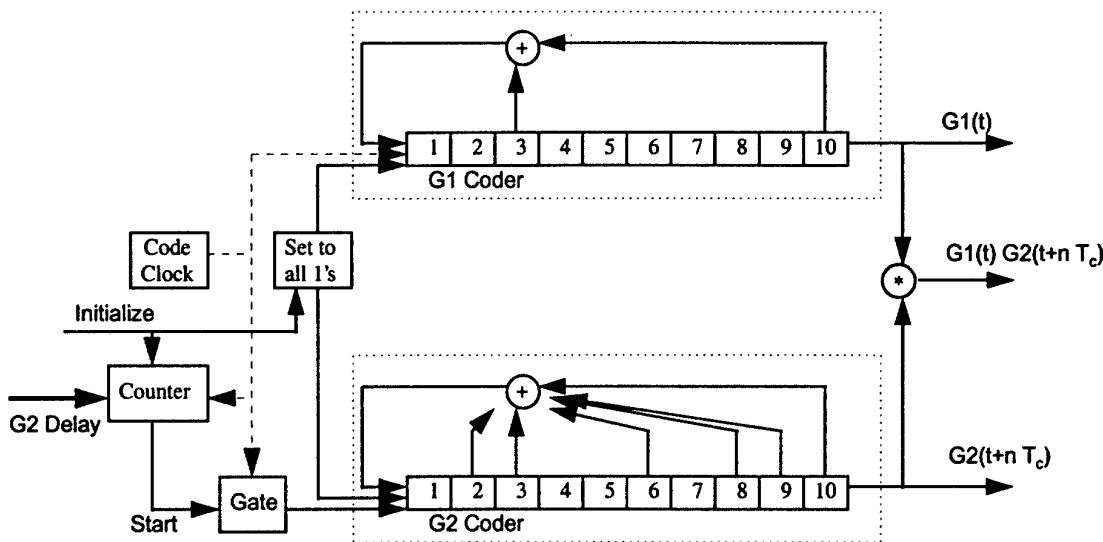 +
G1(t)
1 2 3 4 5 6 7 8 9 10
G1 Coder
Code
Clock
Set to
all 1's
G1(t) G2(t+n Tc)
*
Initialize
Counter
G2 Delay
+
G2(t+n Tc)
1 2 3 4 5 6 7 8 9 10
Gate
Start
G2 Coder